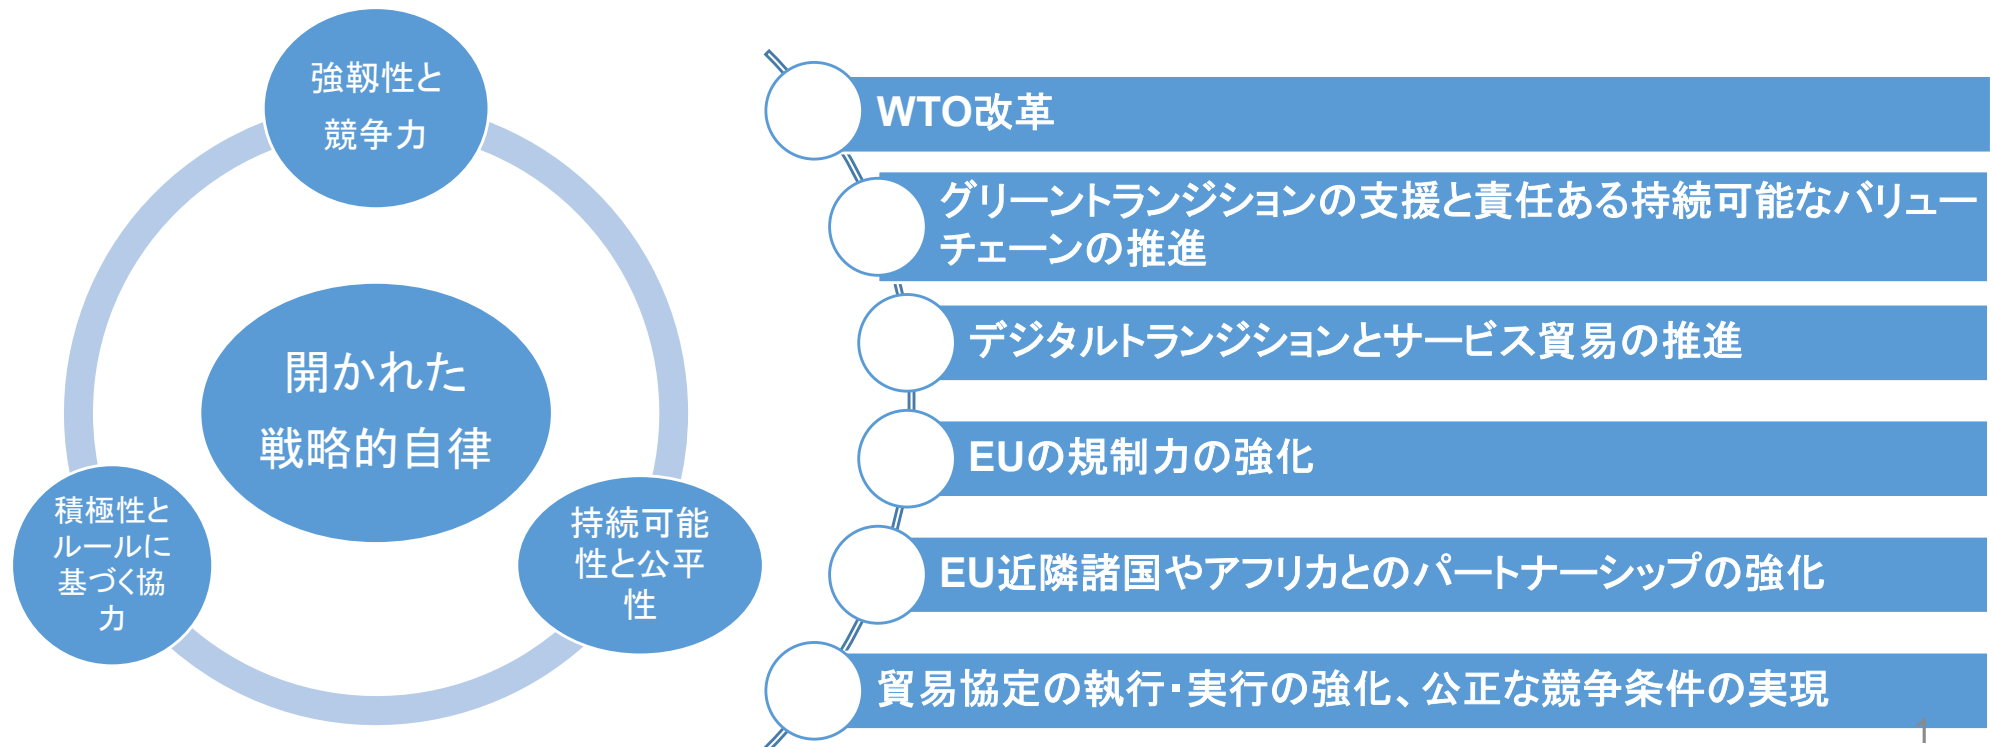 強靭性と
競争力
開かれた
戦略的自律
積極性と
ルールに
基づく協
力
持続可能
性と公平
性
WTO改革
グリーントランジションの支援と責任ある持続可能なバリュー
チェーンの推進
デジタルトランジションとサービス貿易の推進
EUの規制力の強化
EU近隣諸国やアフリカとのパートナーシップの強化
貿易協定の執行・実行の強化、公正な競争条件の実現
1